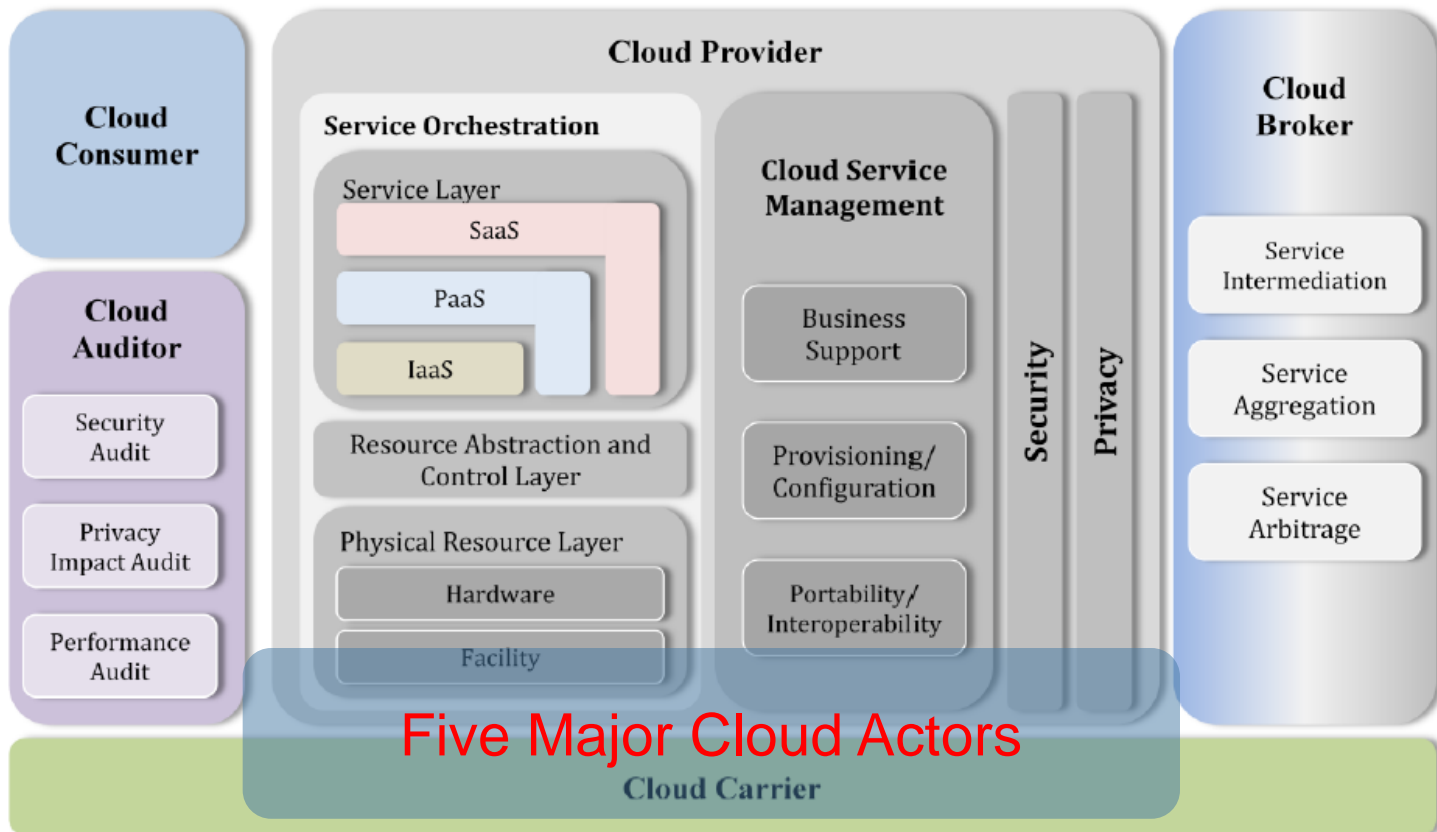 Cloud
Consumer
Cloud
Auditor
Security
Audit
Privacy
Impact Audit
Performance
Audit
Cloud Provider
Service Orchestration
Service Layer
SaaS
PaaS
IaaS
Resource Abstraction and
Control Layer
Physical Resource Layer
Hardware
Facility
Cloud Service
Management
Business
Support
Provisioning/
Configuration
Portability/
Interoperability
Security
Privacy
Cloud
Broker
Service
Intermediation
Service
Aggregation
Service
Arbitrage
Five Major Cloud Actors
Cloud Carrier